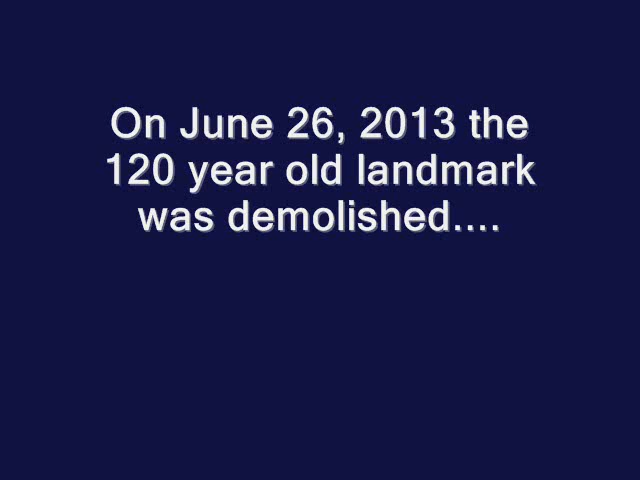 On June 26, 2013 the
120 year old landmark
was demolished....